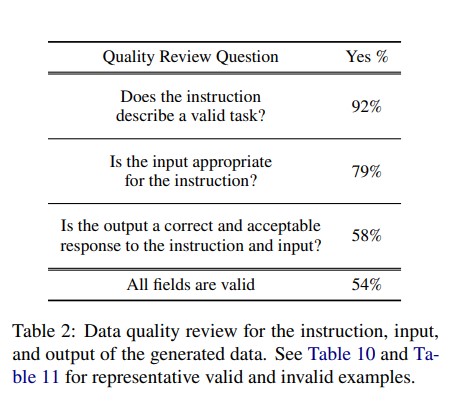 Quality Review Question Yes %
Does the instruction
describe a valid task? 92%
Is the input appropriate
for the instruction? 79%
Is the output a correct and acceptable
response to the instruction and input? 58%
All fields are valid 54%
Table 2: Data quality review for the instruction, input,
and output of the generated data. See Table 10 and Ta-
ble 11 for representative valid and invalid examples.